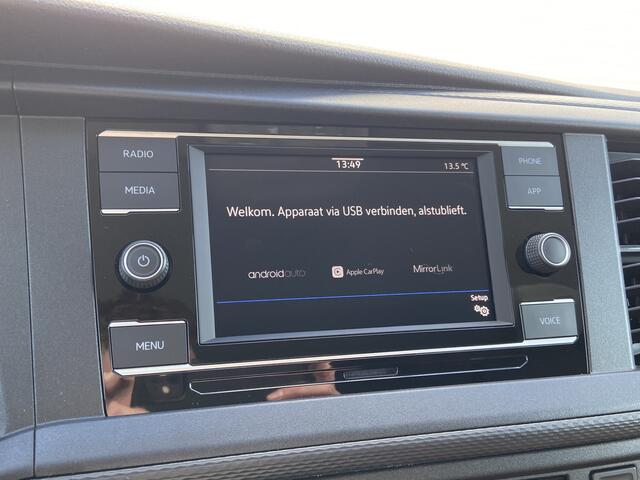 RADIO
MEDIA
MENU
13:49
13.5 °C
Welkom. Apparaat via USB verbinden, alstublieft.
androidauto
Apple CarPlay
MirrorLink
Setup
PHONE
APP
VOICE